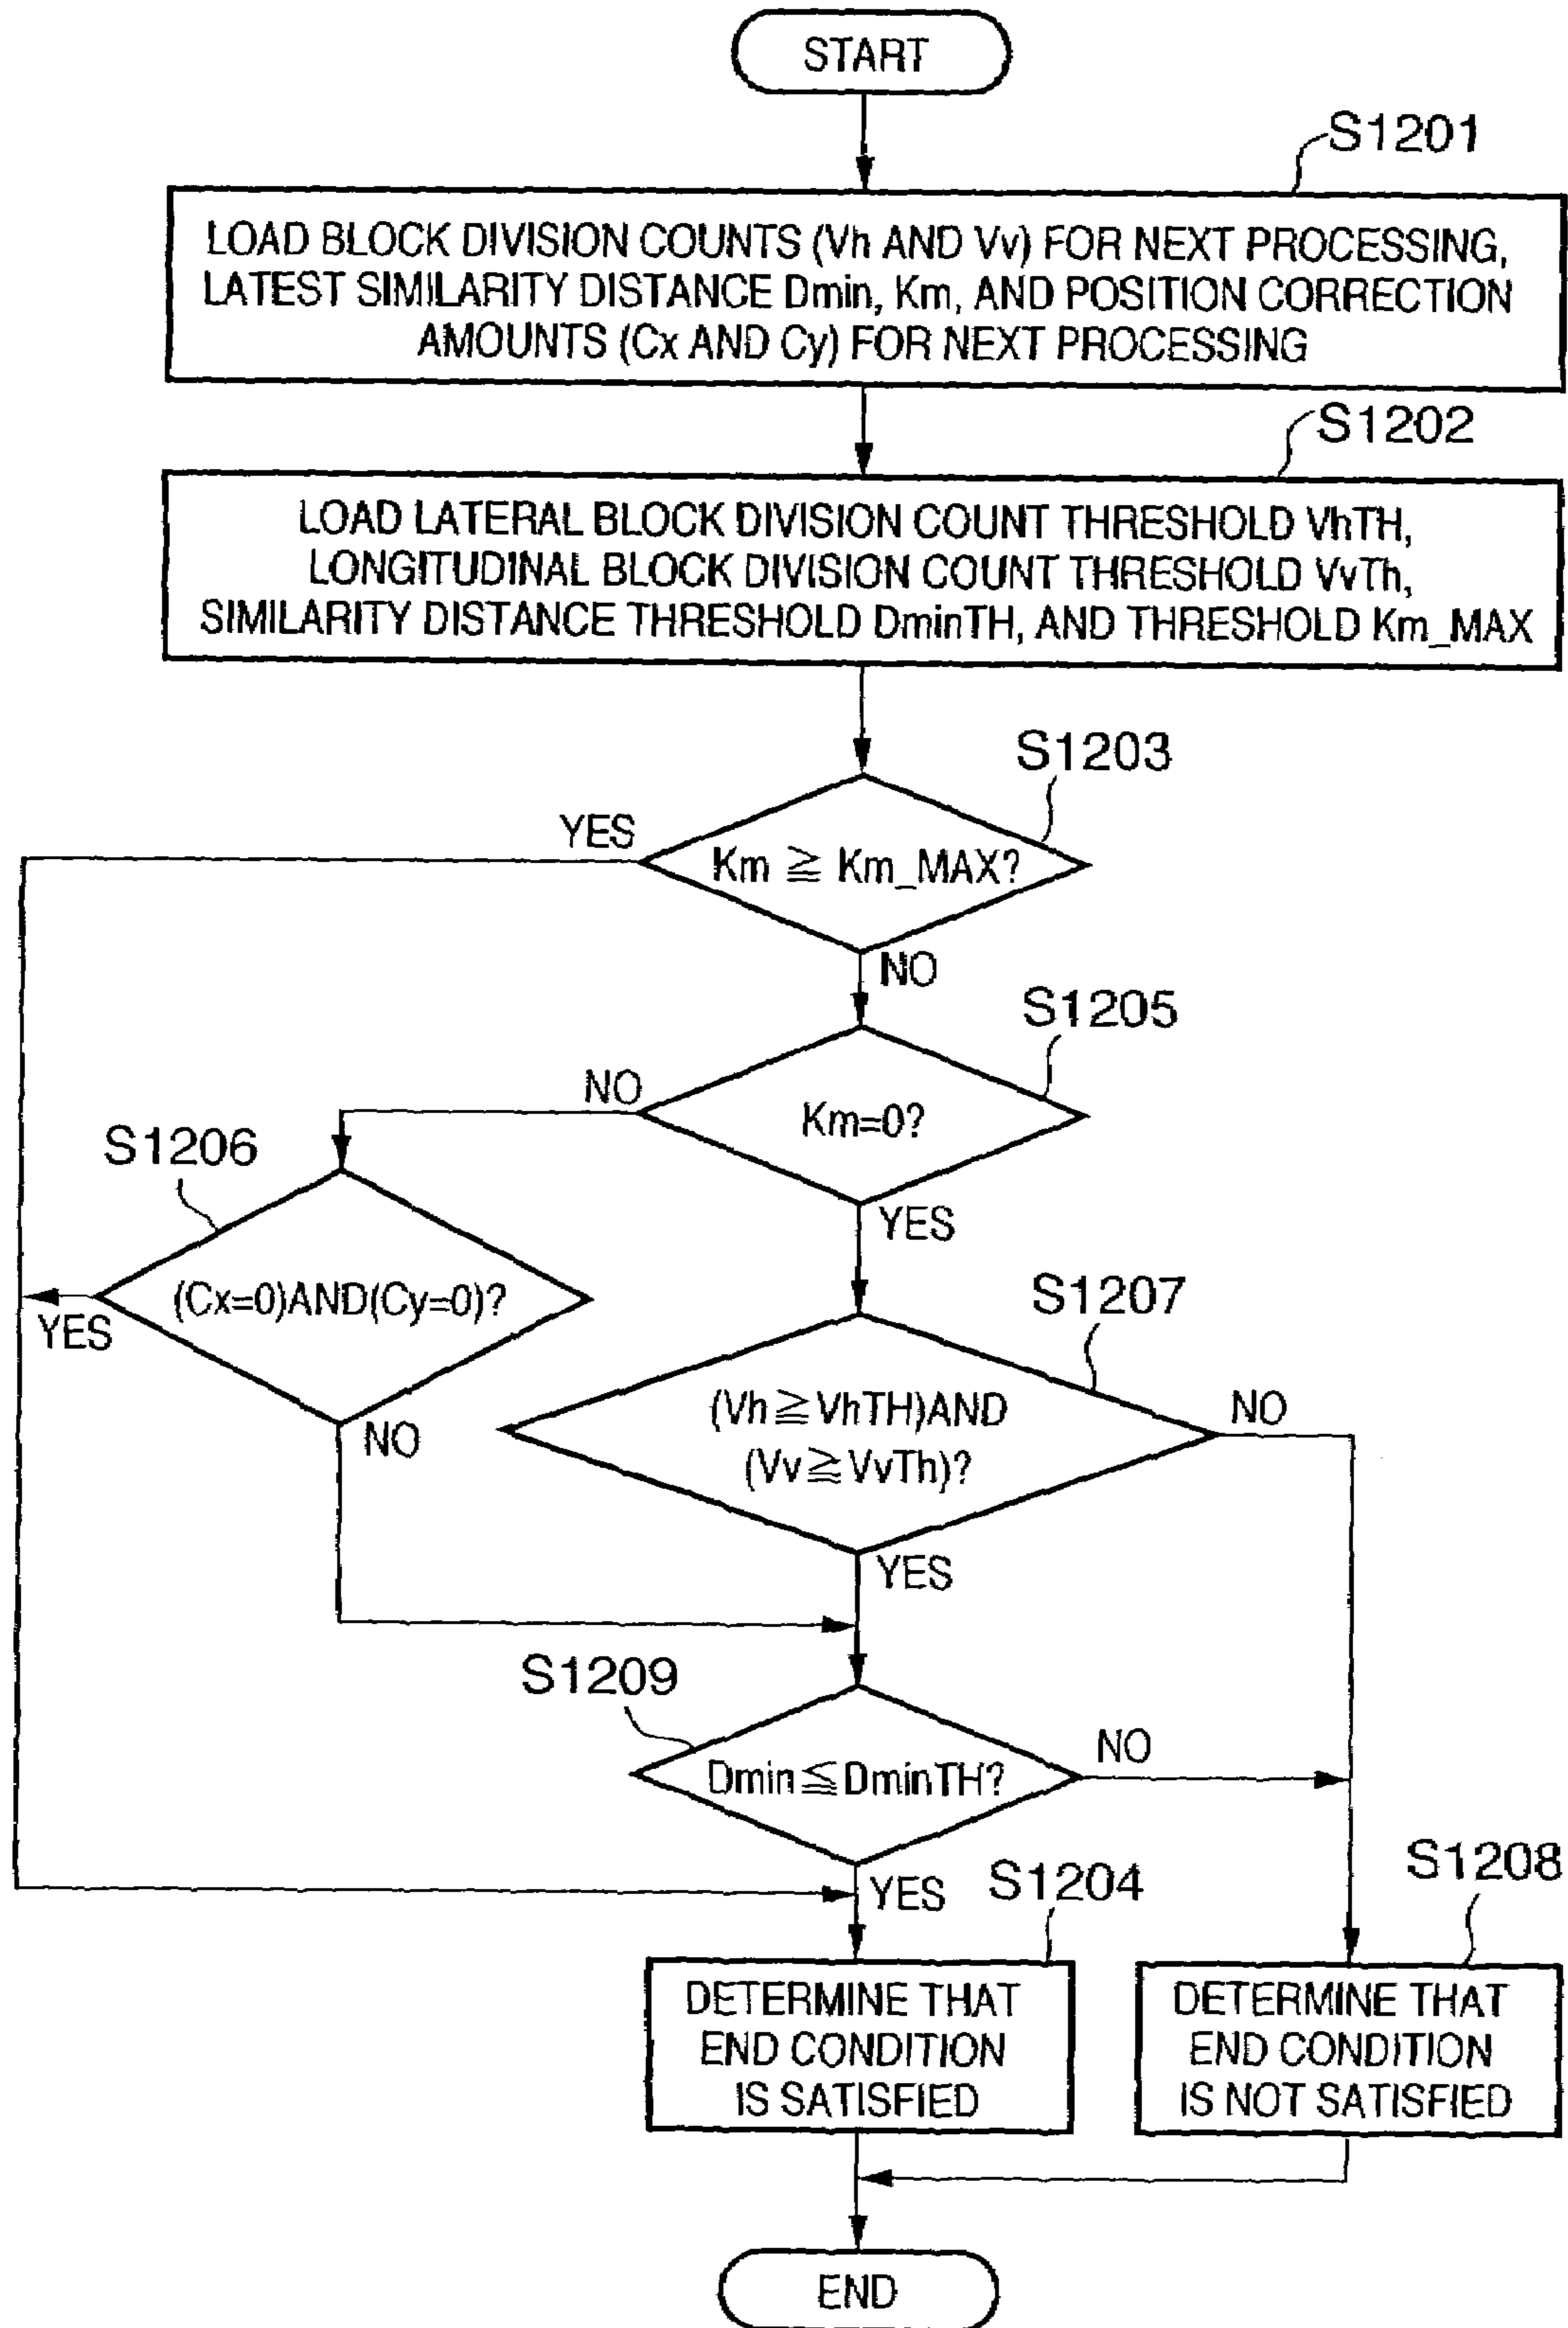 START
S1201
LOAD BLOCK DIVISION COUNTS (Vh AND Vv) FOR NEXT PROCESSING,
LATEST SIMILARITY DISTANCE Dmin, Km, AND POSITION CORRECTION
AMOUNTS (Cx AND Cy) FOR NEXT PROCESSING
S1202
LOAD LATERAL BLOCK DIVISION COUNT THRESHOLD VhTH,
LONGITUDINAL BLOCK DIVISION COUNT THRESHOLD VvTh,
SIMILARITY DISTANCE THRESHOLD DminTH, AND THRESHOLD Km_MAX
S1203
YES
Km ≧ Km_MAX?
NO
S1205
NO
Km=0?
S1206
YES
(Cx=0)AND(Cy=0)?
YES
S1207
(Vh≧VhTH)AND
(Vv≧VvTh)?
NO
NO
YES
S1209
Dmin≦DminTH?
NO
YES
S1204
S1208
DETERMINE THAT
END CONDITION
IS SATISFIED
DETERMINE THAT
END CONDITION
IS NOT SATISFIED
END